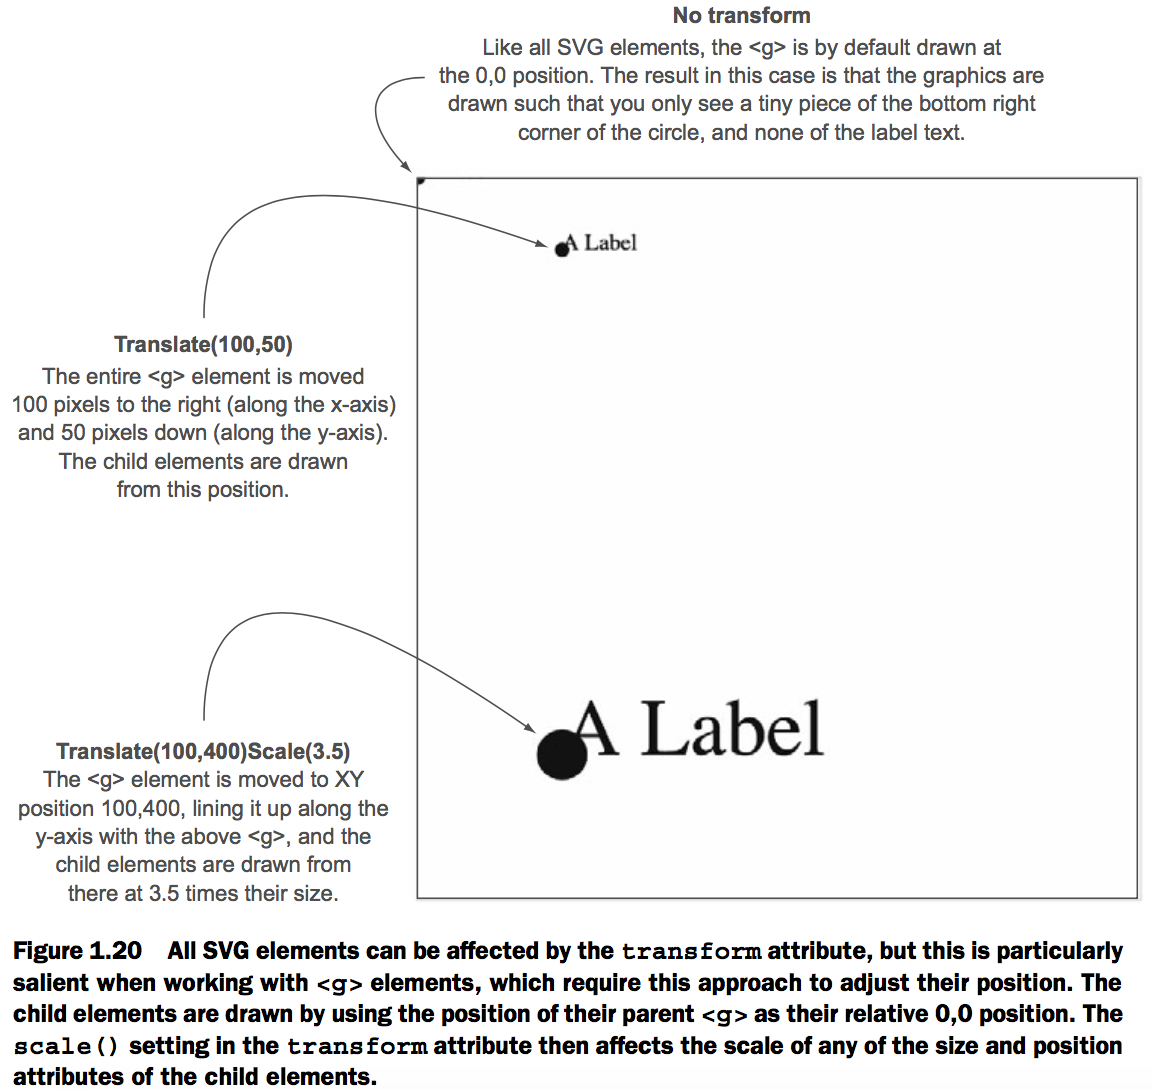 No transform
Like all SVG elements, the <g> is by default drawn at
the 0,0 position. The result in this case is that the graphics are
drawn such that you only see a tiny piece of the bottom right
corner of the circle, and none of the label text.
A Label
Translate(100,50)
The entire <g> element is moved
100 pixels to the right (along the x-axis)
and 50 pixels down (along the y-axis).
The child elements are drawn
from this position.
A Label
Translate(100,400)Scale(3.5)
The <g> element is moved to XY
position 100,400, lining it up along the
y-axis with the above <g>, and the
child elements are drawn from
there at 3.5 times their size.
Figure 1.20 All SVG elements can be affected by the transform attribute, but this is particularly
salient when working with <g> elements, which require this approach to adjust their position. The
child elements are drawn by using the position of their parent <g> as their relative 0,0 position. The
scale() setting in the transform attribute then affects the scale of any of the size and position
attributes of the child elements.